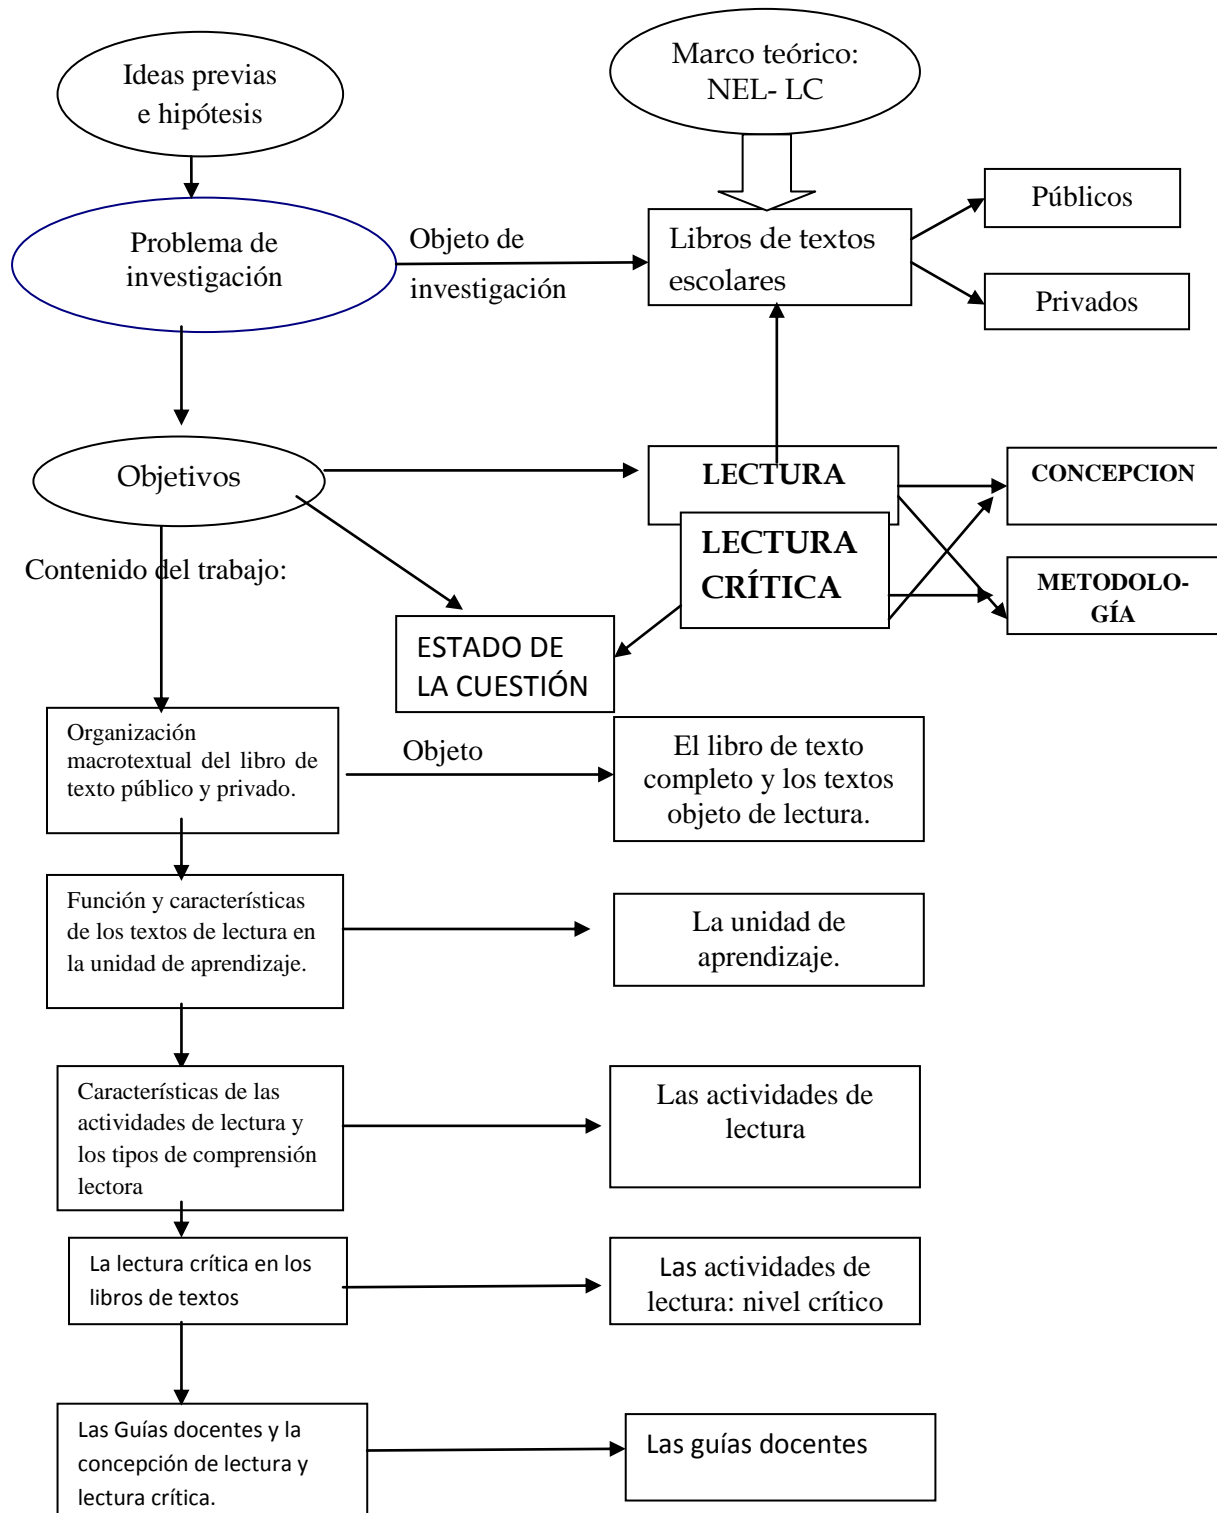 Ideas previas
e hipótesis
Marco teórico:
NEL- LC
Problema de
investigación
Objeto de
investigación
Libros de textos
escolares
Públicos
Privados
Objetivos
LECTURA
LECTURA
CRÍTICA
CONCEPCION
METODOLO-
GÍA
Contenido del trabajo:
ESTADO DE
LA CUESTIÓN
Organización
macrotextual del libro de
texto público y privado.
Objeto
El libro de texto
completo y los textos
objeto de lectura.
Función y características
de los textos de lectura en
la unidad de aprendizaje.
La unidad de
aprendizaje.
Características de las
actividades de lectura y
los tipos de comprensión
lectora
Las actividades de
lectura
La lectura crítica en los
libros de textos
Las actividades de
lectura: nivel crítico
Las Guías docentes y la
concepción de lectura y
lectura crítica.
Las guías docentes